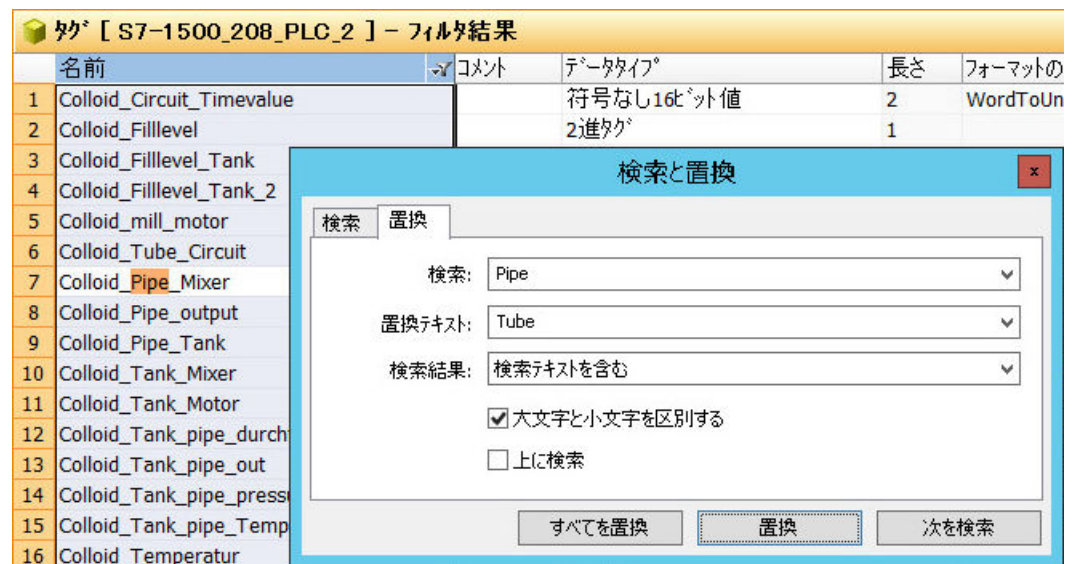 ﾀｸﾞ [ S7-1500_208_PLC_2 ] - ﾌｨﾙﾀ結果
名前 ｺﾒﾝﾄ ﾃﾞｰﾀﾀｲﾌﾟ 長さ ﾌｫｰﾏｯﾄの
1 Colloid_Circuit_Timevalue 符号なし16ﾋﾞｯﾄ値 2 WordToUn
2 Colloid_Filllevel 2進ﾀｸﾞ 1
3 Colloid_Filllevel_Tank
4 Colloid_Filllevel_Tank_2
5 Colloid_mill_motor
6 Colloid_Tube_Circuit
7 Colloid_Pipe_Mixer
8 Colloid_Pipe_output
9 Colloid_Pipe_Tank
10 Colloid_Tank_Mixer
11 Colloid_Tank_Motor
12 Colloid_Tank_pipe_durch
13 Colloid_Tank_pipe_out
14 Colloid_Tank_pipe_press
15 Colloid_Tank_pipe_Temp
16 Colloid_Temperatur
検索と置換
x
検索 置換
検索: Pipe
置換ﾃｷｽﾄ: Tube
検索結果: 検索ﾃｷｽﾄを含む
大文字と小文字を区別する
上に検索
すべてを置換 置換 次を検索